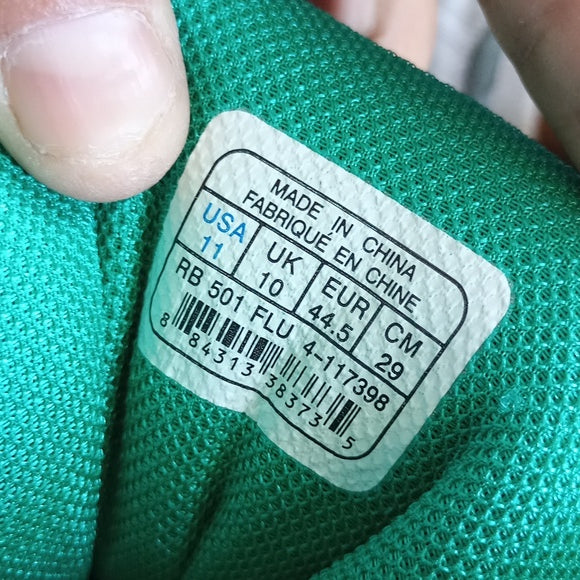 MADE IN CHINA
FABRIQUÉ EN CHINE
USA UK EUR CM
11 10 44.5 29
RB 501 FLU 4-117398
8 84313 38373 5